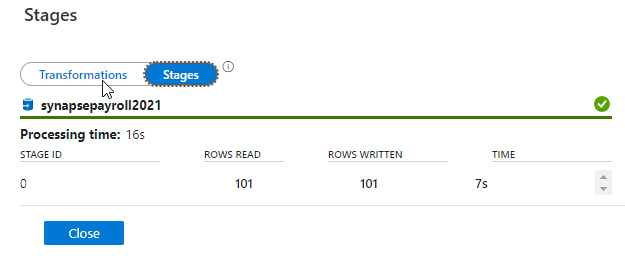 Stages
Transformations Stages
synapsepayroll2021
Processing time: 16s
STAGE ID ROWS READ ROWS WRITTEN TIME
0 101 101 7s
Close